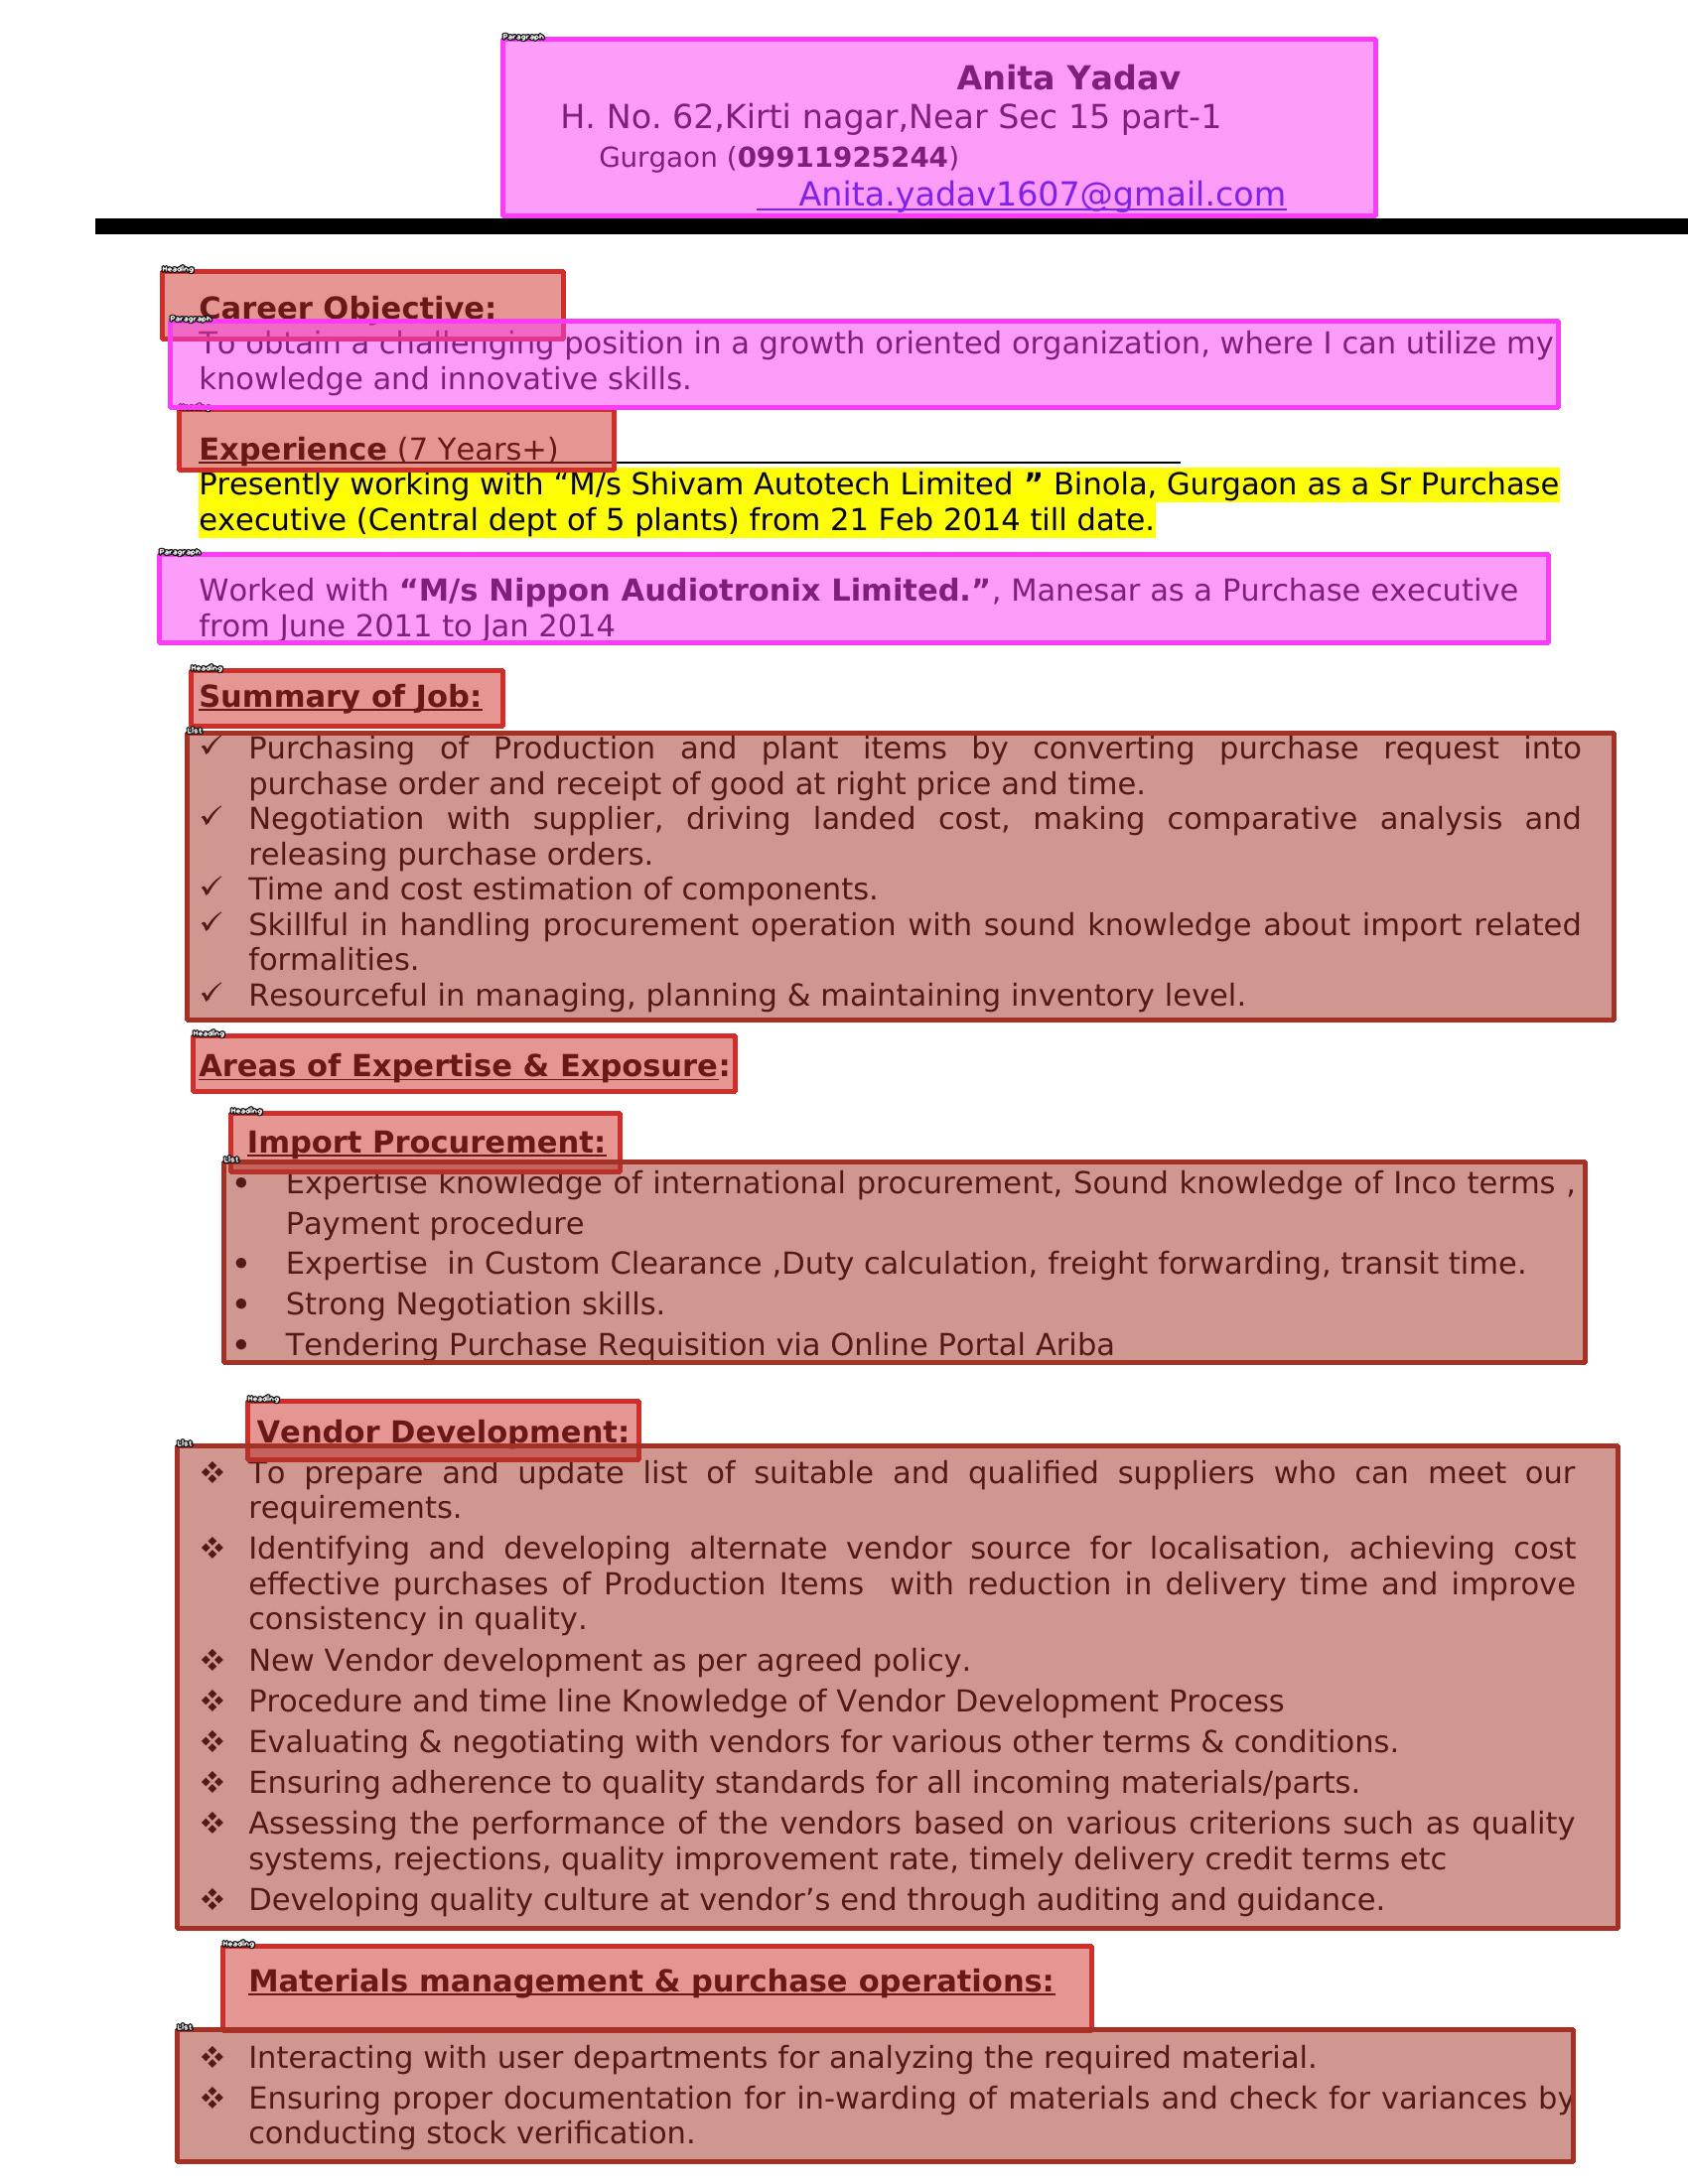 Paragraph
Anita Yadav
H. No. 62,Kirti nagar,Near Sec 15 part-1
Gurgaon (09911925244)
Anita.yadav1607@gmail.com
Heading
Career Objective:
Paragraph
To obtain a challenging position in a growth oriented organization, where I can utilize my
knowledge and innovative skills.
Heading
Experience (7 Years+)
Presently working with “M/s Shivam Autotech Limited ” Binola, Gurgaon as a Sr Purchase
executive (Central dept of 5 plants) from 21 Feb 2014 till date.
Paragraph
Worked with “M/s Nippon Audiotronix Limited.”, Manesar as a Purchase executive
from June 2011 to Jan 2014
Heading
Summary of Job:
List
✓ Purchasing of Production and plant items by converting purchase request into
purchase order and receipt of good at right price and time.
✓ Negotiation with supplier, driving landed cost, making comparative analysis and
releasing purchase orders.
✓ Time and cost estimation of components.
✓ Skillful in handling procurement operation with sound knowledge about import related
formalities.
✓ Resourceful in managing, planning & maintaining inventory level.
Heading
Areas of Expertise & Exposure:
Heading
Import Procurement:
List
• Expertise knowledge of international procurement, Sound knowledge of Inco terms ,
Payment procedure
• Expertise in Custom Clearance ,Duty calculation, freight forwarding, transit time.
• Strong Negotiation skills.
• Tendering Purchase Requisition via Online Portal Ariba
Heading
Vendor Development:
List
❖ To prepare and update list of suitable and qualified suppliers who can meet our
requirements.
❖ Identifying and developing alternate vendor source for localisation, achieving cost
effective purchases of Production Items with reduction in delivery time and improve
consistency in quality.
❖ New Vendor development as per agreed policy.
❖ Procedure and time line Knowledge of Vendor Development Process
❖ Evaluating & negotiating with vendors for various other terms & conditions.
❖ Ensuring adherence to quality standards for all incoming materials/parts.
❖ Assessing the performance of the vendors based on various criterions such as quality
systems, rejections, quality improvement rate, timely delivery credit terms etc
❖ Developing quality culture at vendor’s end through auditing and guidance.
Heading
Materials management & purchase operations:
List
❖ Interacting with user departments for analyzing the required material.
❖ Ensuring proper documentation for in-warding of materials and check for variances by
conducting stock verification.